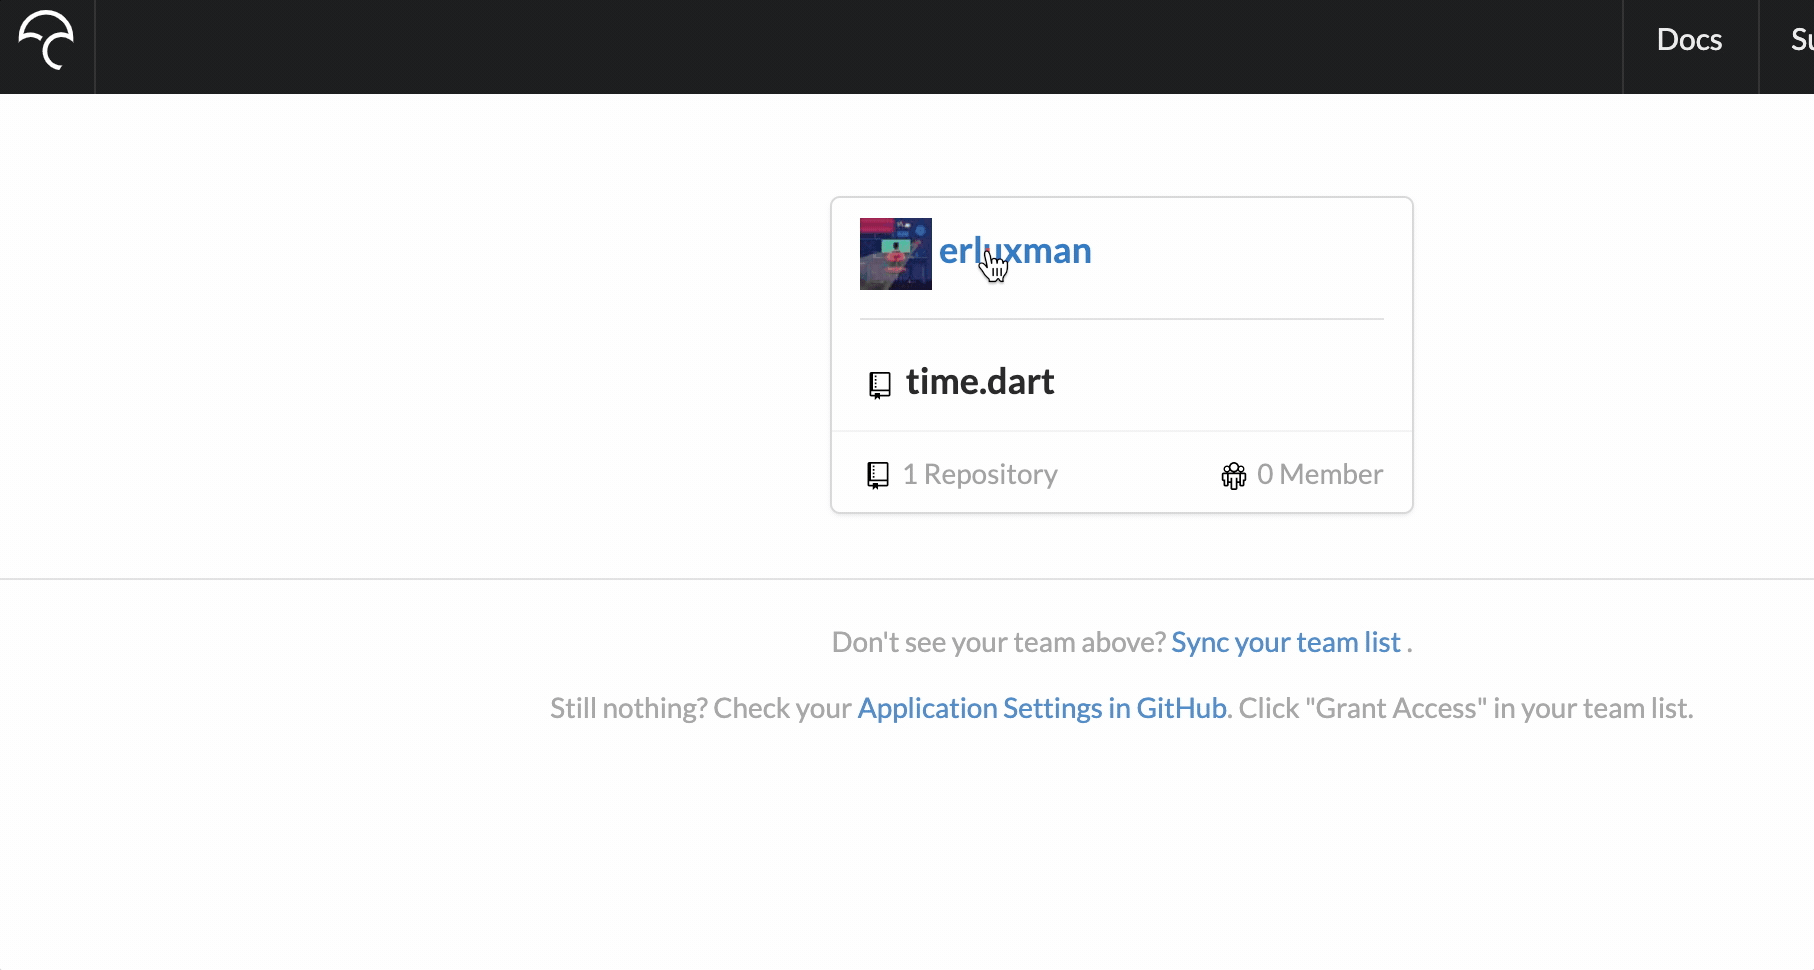 Docs
erluxman
time.dart
1 Repository
0 Member
Don't see your team above? Sync your team list .
Still nothing? Check your Application Settings in GitHub. Click "Grant Access" in your team list.